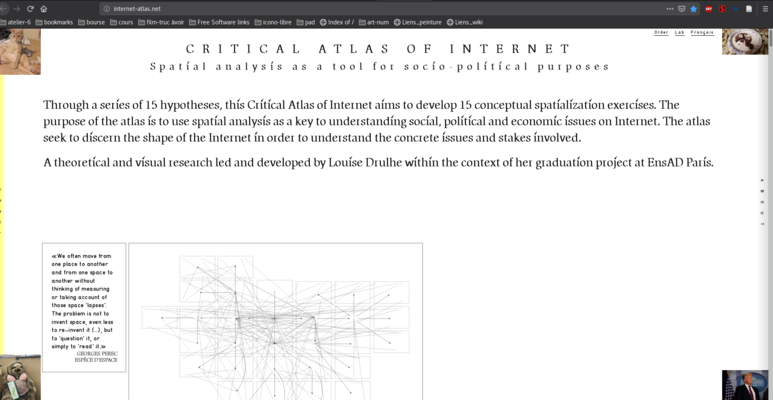 internet-atlas.net
atelier-6 bookmarks bourse cours film-truc àvoir Free Software links icono-libre pad Index of / art-num Liens_peinture Liens_wiki
Order Lab Français
CRITICAL ATLAS OF INTERNET
Spatial analysis as a tool for socio-political purposes
Through a series of 15 hypotheses, this Critical Atlas of Internet aims to develop 15 conceptual spatialization exercises. The
purpose of the atlas is to use spatial analysis as a key to understanding social, political and economic issues on Internet. The atlas
seek to discern the shape of the Internet in order to understand the concrete issues and stakes involved.
A theoretical and visual research led and developed by Louise Drulhe within the context of her graduation project at EnsAD Paris.
ABOUT
«We often move from
one place to another
and from one space to
another without
thinking of measuring
or taking account of
those space 'lapses'.
The problem is not to
invent space, even less
to re-invent it (...), but
to 'question' it, or
simply to 'read' it.»
GEORGES PEREC
ESPÈCE D'ESPACE